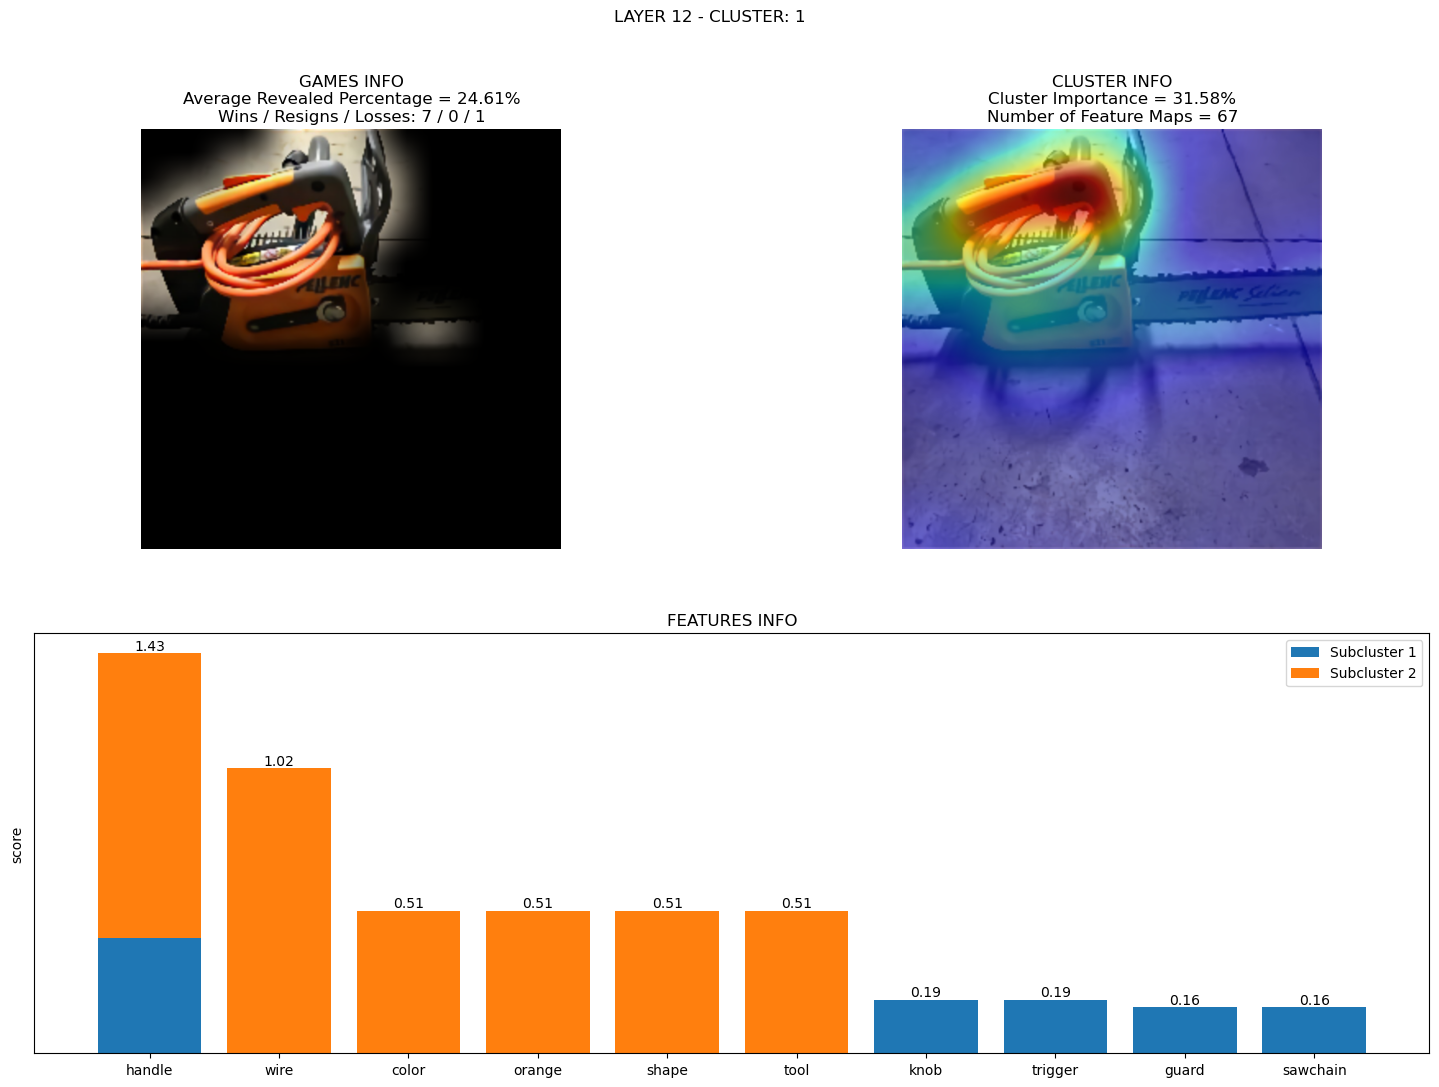 LAYER 12 - CLUSTER: 1
GAMES INFO
Average Revealed Percentage = 24.61%
Wins / Resigns / Losses: 7 / 0 / 1
CLUSTER INFO
Cluster Importance = 31.58%
Number of Feature Maps = 67
PELLENC
PELLENC
PELLENC Selion
FEATURES INFO
score
1.43
1.02
0.51
0.51
0.51
0.51
0.19
0.19
0.16
0.16
Subcluster 1
Subcluster 2
handle
wire
color
orange
shape
tool
knob
trigger
guard
sawchain